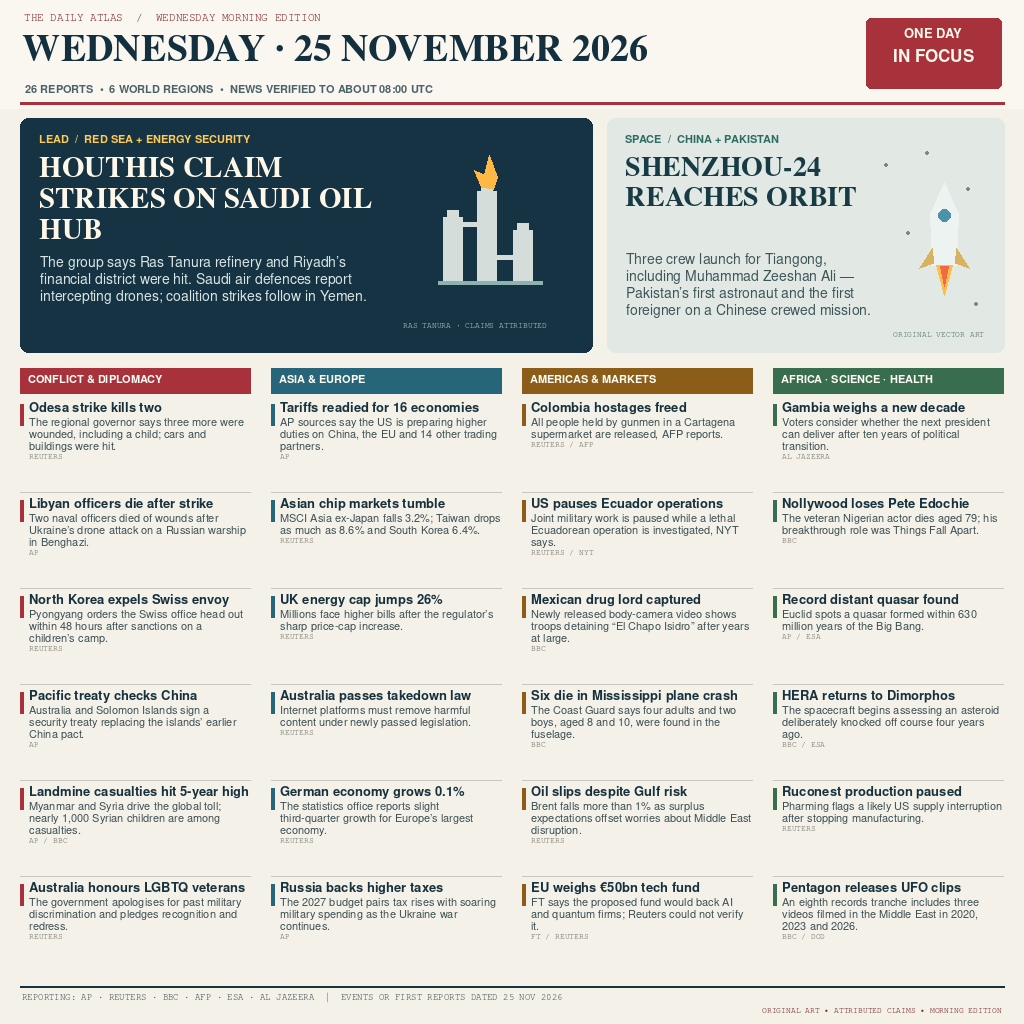 THE DAILY ATLAS / WEDNESDAY MORNING EDITION
WEDNESDAY · 25 NOVEMBER 2026
26 REPORTS • 6 WORLD REGIONS • NEWS VERIFIED TO ABOUT 08:00 UTC
ONE DAY
IN FOCUS
LEAD / RED SEA + ENERGY SECURITY
HOUTHIS CLAIM
STRIKES ON SAUDI OIL
HUB
The group says Ras Tanura refinery and Riyadh’s
financial district were hit. Saudi air defences report
intercepting drones; coalition strikes follow in Yemen.
RAS TANURA · CLAIMS ATTRIBUTED
SPACE / CHINA + PAKISTAN
SHENZHOU-24
REACHES ORBIT
Three crew launch for Tiangong,
including Muhammad Zeeshan Ali —
Pakistan’s first astronaut and the first
foreigner on a Chinese crewed mission.
ORIGINAL VECTOR ART
CONFLICT & DIPLOMACY
Odesa strike kills two
The regional governor says three more were
wounded, including a child; cars and
buildings were hit.
REUTERS
Libyan officers die after strike
Two naval officers died of wounds after
Ukraine’s drone attack on a Russian warship
in Benghazi.
AP
North Korea expels Swiss envoy
Pyongyang orders the Swiss office head out
within 48 hours after sanctions on a
children’s camp.
REUTERS
Pacific treaty checks China
Australia and Solomon Islands sign a
security treaty replacing the islands’ earlier
China pact.
AP
Landmine casualties hit 5-year high
Myanmar and Syria drive the global toll;
nearly 1,000 Syrian children are among
casualties.
AP / BBC
Australia honours LGBTQ veterans
The government apologises for past military
discrimination and pledges recognition and
redress.
REUTERS
ASIA & EUROPE
Tariffs readied for 16 economies
AP sources say the US is preparing higher
duties on China, the EU and 14 other trading
partners.
AP
Asian chip markets tumble
MSCI Asia ex-Japan falls 3.2%; Taiwan drops
as much as 8.6% and South Korea 6.4%.
REUTERS
UK energy cap jumps 26%
Millions face higher bills after the regulator’s
sharp price-cap increase.
REUTERS
Australia passes takedown law
Internet platforms must remove harmful
content under newly passed legislation.
REUTERS
German economy grows 0.1%
The statistics office reports slight
third-quarter growth for Europe’s largest
economy.
REUTERS
Russia backs higher taxes
The 2027 budget pairs tax rises with soaring
military spending as the Ukraine war
continues.
AP
AMERICAS & MARKETS
Colombia hostages freed
All people held by gunmen in a Cartagena
supermarket are released, AFP reports.
REUTERS / AFP
US pauses Ecuador operations
Joint military work is paused while a lethal
Ecuadorean operation is investigated, NYT
says.
REUTERS / NYT
Mexican drug lord captured
Newly released body-camera video shows
troops detaining “El Chapo Isidro” after years
at large.
BBC
Six die in Mississippi plane crash
The Coast Guard says four adults and two
boys, aged 8 and 10, were found in the
fuselage.
BBC
Oil slips despite Gulf risk
Brent falls more than 1% as surplus
expectations offset worries about Middle East
disruption.
REUTERS
EU weighs €50bn tech fund
FT says the proposed fund would back AI
and quantum firms; Reuters could not verify
it.
FT / REUTERS
AFRICA · SCIENCE · HEALTH
Gambia weighs a new decade
Voters consider whether the next president
can deliver after ten years of political
transition.
AL JAZEERA
Nollywood loses Pete Edochie
The veteran Nigerian actor dies aged 79; his
breakthrough role was Things Fall Apart.
BBC
Record distant quasar found
Euclid spots a quasar formed within 630
million years of the Big Bang.
AP / ESA
HERA returns to Dimorphos
The spacecraft begins assessing an asteroid
deliberately knocked off course four years
ago.
BBC / ESA
Ruconest production paused
Pharming flags a likely US supply interruption
after stopping manufacturing.
REUTERS
Pentagon releases UFO clips
An eighth records tranche includes three
videos filmed in the Middle East in 2020,
2023 and 2026.
BBC / DOD
REPORTING: AP · REUTERS · BBC · AFP · ESA · AL JAZEERA | EVENTS OR FIRST REPORTS DATED 25 NOV 2026
ORIGINAL ART • ATTRIBUTED CLAIMS • MORNING EDITION